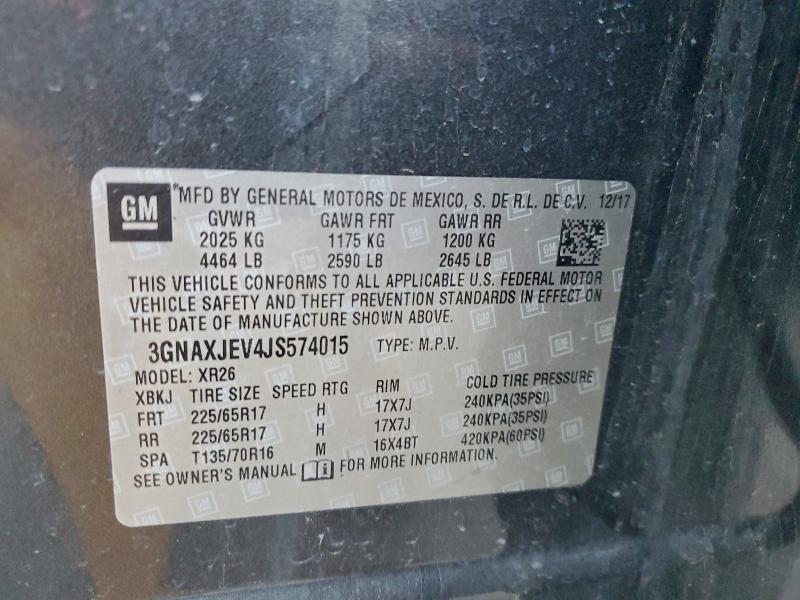 GM *MFD BY GENERAL MOTORS DE MEXICO, S. DE R.L. DE C.V. 12/17
GVWR GAWR FRT GAWR RR
2025 KG 1175 KG 1200 KG
4464 LB 2590 LB 2645 LB
THIS VEHICLE CONFORMS TO ALL APPLICABLE U.S. FEDERAL MOTOR
VEHICLE SAFETY AND THEFT PREVENTION STANDARDS IN EFFECT ON
THE DATE OF MANUFACTURE SHOWN ABOVE.
3GNAXJEV4JS574015 TYPE: M.P.V.
MODEL: XR26
XBKJ TIRE SIZE SPEED RTG RIM COLD TIRE PRESSURE
FRT 225/65R17 H 17X7J 240KPA(35PSI)
RR 225/65R17 H 17X7J 240KPA(35PSI)
SPA T135/70R16 M 16X4BT 420KPA(60PSI)
SEE OWNER'S MANUAL i FOR MORE INFORMATION.